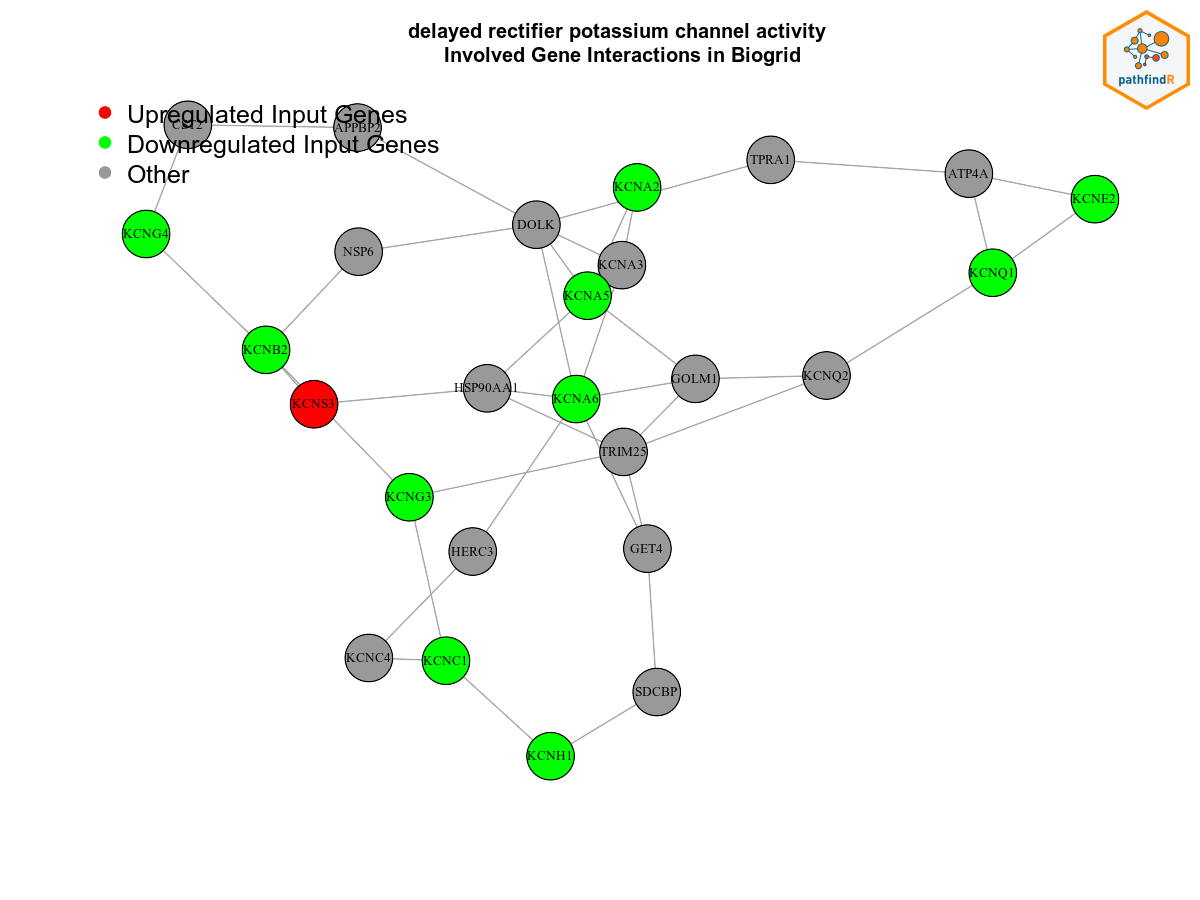 delayed rectifier potassium channel activity
Involved Gene Interactions in Biogrid
pathfindR
Upregulated Input Genes
Downregulated Input Genes
Other
APPBP2
TPRA1
ATP4A
KCNA2
KCNE2
DOLK
KCNG4
NSP6
KCNA3
KCNQ1
KCNA5
KCNB2
GOLM1
KCNQ2
HSP90AA1
KCNA6
KCNS3
TRIM25
KCNG3
HERC3
GET4
KCNC4
KCNC1
SDCBP
KCNH1